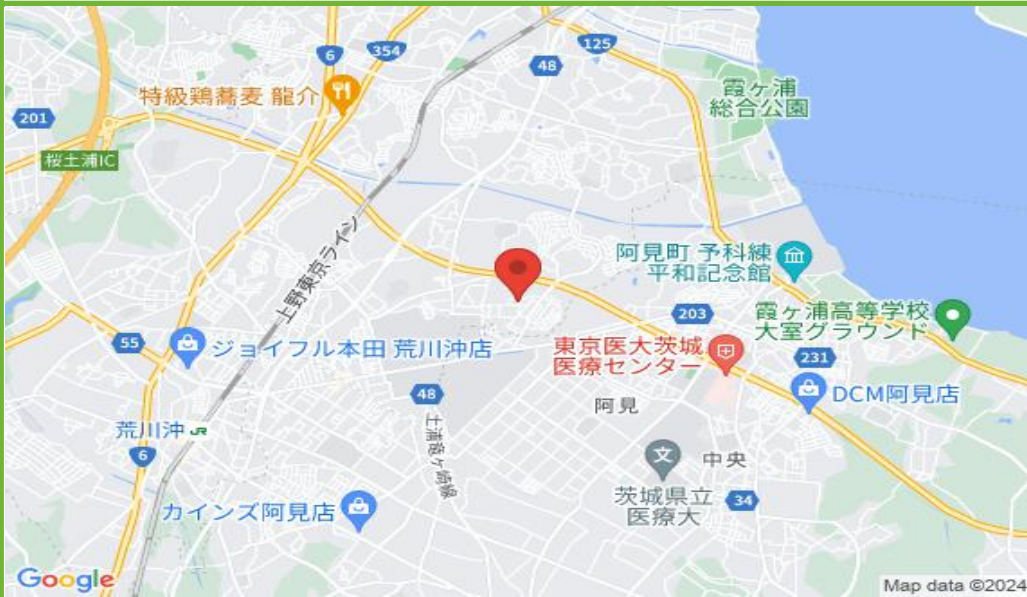 6
354
125
48
霞ヶ浦
総合公園
特級鶏蕎麦 龍介
201
桜土浦IC
上野東京ライン
阿見町 予科練
平和記念館
203
霞ヶ浦高等学校
大室グラウンド
55
ジョイフル本田 荒川沖店
東京医大茨城
医療センター
231
48
DCM阿見店
阿見
土浦竜ヶ崎線
荒川沖 JR
6
中央
茨城県立
医療大
34
カインズ阿見店
Google
Map data ©2024